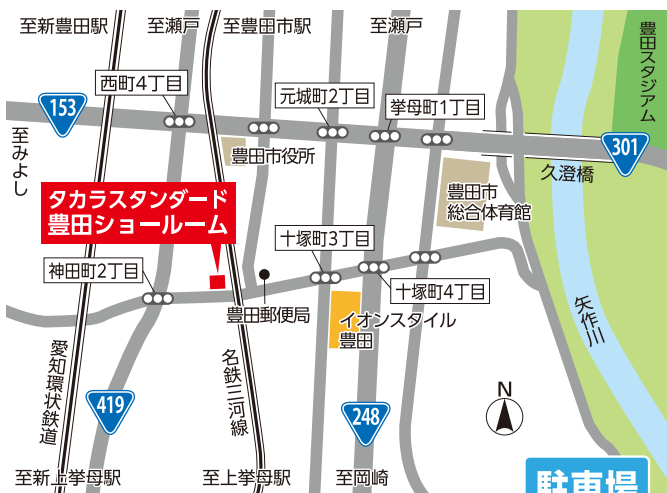 至新豊田駅
至瀬戸
至豊田市駅
至瀬戸
豊田スタジアム
西町4丁目
元城町2丁目
挙母町1丁目
153
至みよし
301
豊田市役所
久澄橋
タカラスタンダード
豊田ショールーム
豊田市
総合体育館
十塚町3丁目
神田町2丁目
十塚町4丁目
豊田郵便局
イオンスタイル
豊田
矢作川
愛知環状鉄道
名鉄三河線
419
248
N
至新上挙母駅
至上挙母駅
至岡崎
駐車場